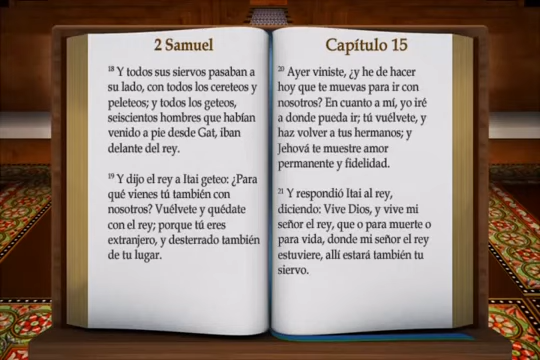 2 Samuel
18 Y todos sus siervos pasaban a
su lado, con todos los cereteos y
peleteos; y todos los geteos,
seiscientos hombres que habían
venido a pie desde Gat, iban
delante del rey.
19 Y dijo el rey a Itai geteo: ¿Para
qué vienes tú también con
nosotros? Vuélvete y quédate
con el rey; porque tú eres
extranjero, y desterrado también
de tu lugar.
Capítulo 15
20 Ayer viniste, ¿y he de hacer
hoy que te muevas para ir con
nosotros? En cuanto a mí, yo iré
a donde pueda ir; tú vuélvete, y
haz volver a tus hermanos; y
Jehová te muestre amor
permanente y fidelidad.
21 Y respondió Itai al rey,
diciendo: Vive Dios, y vive mi
señor el rey, que o para muerte o
para vida, donde mi señor el rey
estuviere, allí estará también tu
siervo.